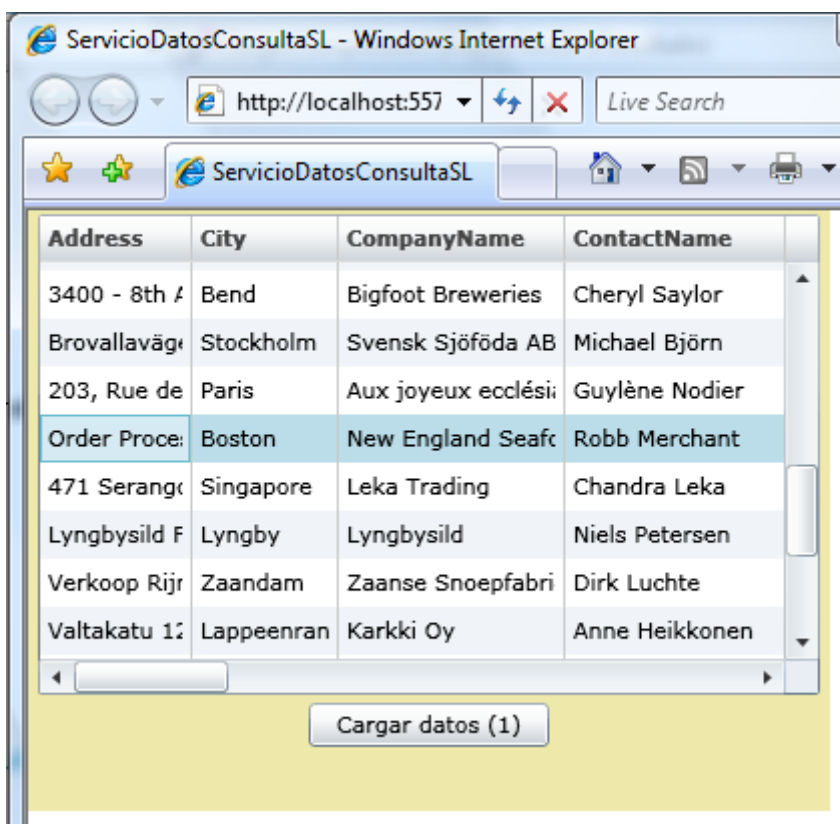 ServicioDatosConsultaSL - Windows Internet Explorer
http://localhost:557 Live Search
ServicioDatosConsultaSL
Address City CompanyName ContactName
3400 - 8th Bend Bigfoot Breweries Cheryl Saylor
Brovallaväge Stockholm Svensk Sjöföda AB Michael Björn
203, Rue de Paris Aux joyeux ecclési Guylène Nodier
Order Proce Boston New England Seafo Robb Merchant
471 Serango Singapore Leka Trading Chandra Leka
Lyngbysild Lyngby Lyngbysild Niels Petersen
Verkoop Rijn Zaandam Zaanse Snoepfabri Dirk Luchte
Valtakatu 12 Lappeenran Karkki Oy Anne Heikkonen
Cargar datos (1)